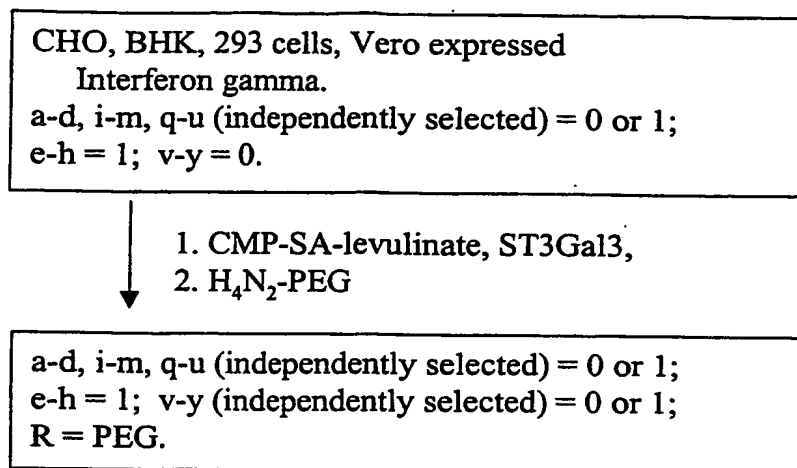 CHO, BHK, 293 cells, Vero expressed
Interferon gamma.
a-d, i-m, q-u (independently selected) = 0 or 1;
e-h = 1; v-y = 0.
1. CMP-SA-levulinate, ST3Gal3,
2. H₄N₂-PEG
a-d, i-m, q-u (independently selected) = 0 or 1;
e-h = 1; v-y (independently selected) = 0 or 1;
R = PEG.